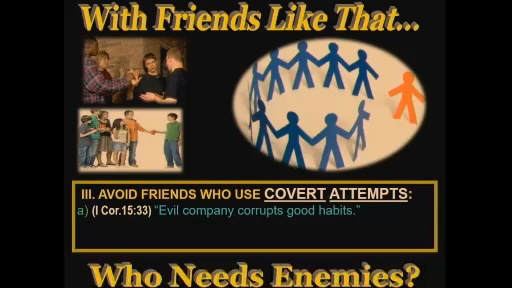 With Friends Like That...
III. AVOID FRIENDS WHO USE COVERT ATTEMPTS:
a) (I Cor.15:33) “Evil company corrupts good habits.”
Who Needs Enemies?